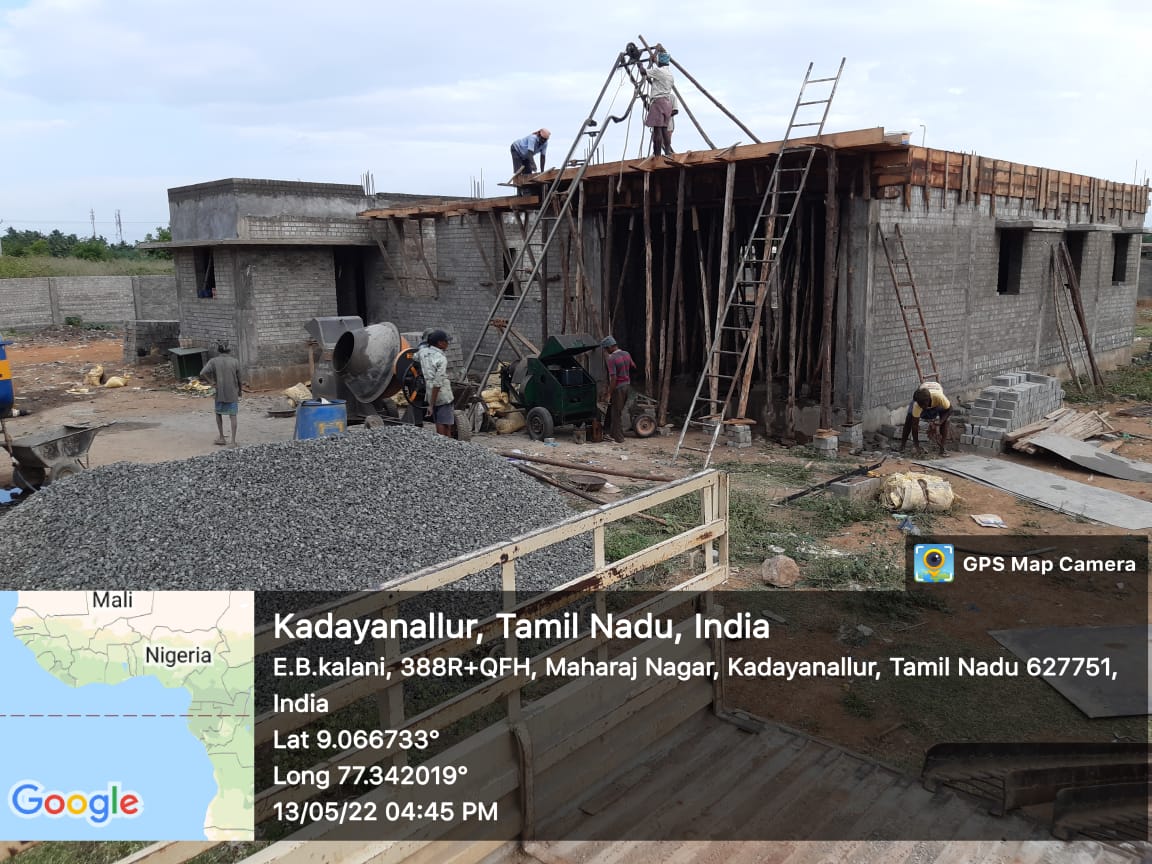 GPS Map Camera
Mali
Nigeria
Google
Kadayanallur, Tamil Nadu, India
E.B.kalani, 388R+QFH, Maharaj Nagar, Kadayanallur, Tamil Nadu 627751,
India
Lat 9.066733°
Long 77.342019°
13/05/22 04:45 PM